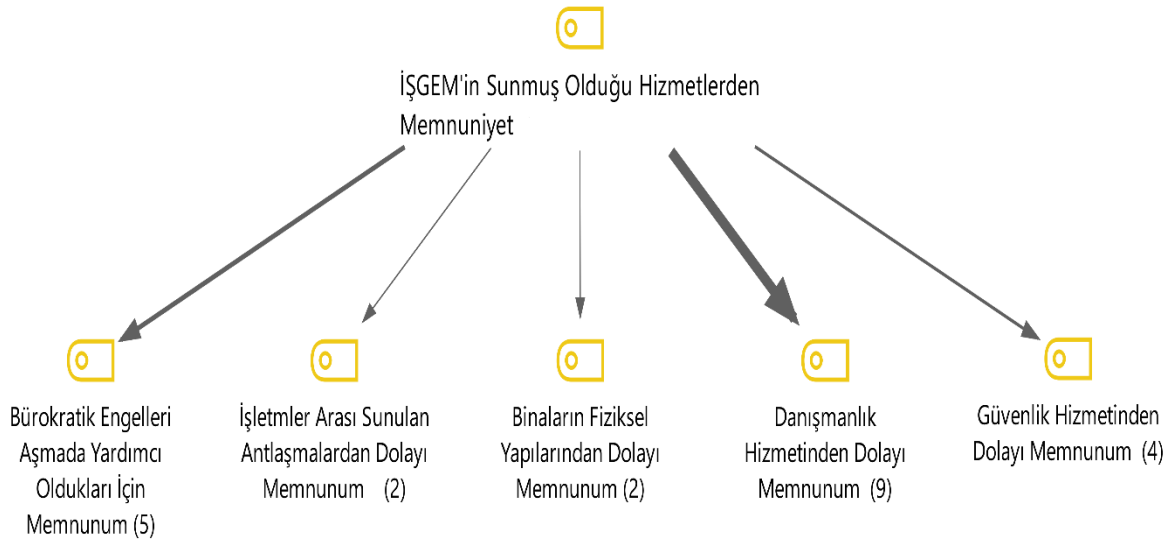 İŞGEM'in Sunmuş Olduğu Hizmetlerden
Memnuniyet
Bürokratik Engelleri
Aşmada Yardımcı
Oldukları İçin
Memnunum (5)
İşletmler Arası Sunulan
Antlaşmalardan Dolayı
Memnunum (2)
Binaların Fiziksel
Yapılarından Dolayı
Memnunum (2)
Danışmanlık
Hizmetinden Dolayı
Memnunum (9)
Güvenlik Hizmetinden
Dolayı Memnunum (4)